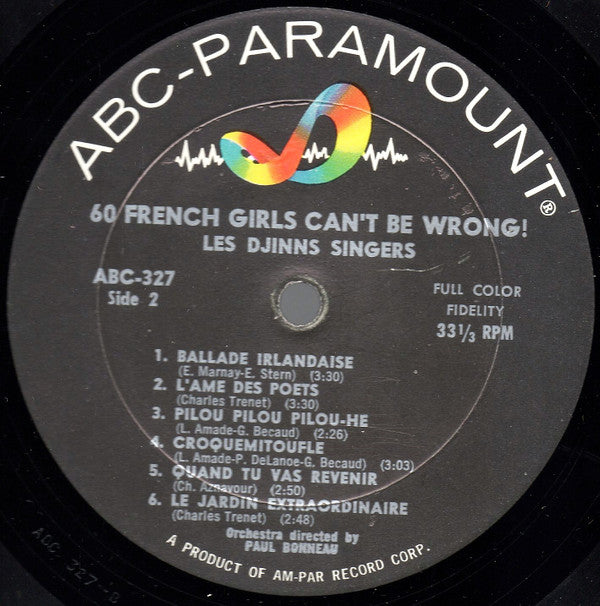 ABC-PARAMOUNT®
60 FRENCH GIRLS CAN'T BE WRONG!
LES DJINNS SINGERS
ABC-327
Side 2
FULL COLOR
FIDELITY
33 1/3 RPM
1. BALLADE IRLANDAISE
(E. Marnay-E. Stern) (3:30)
2. L'AME DES POETS
(Charles Trenet) (3:30)
3. PILOU PILOU PILOU-HE
(L. Amade-G. Becaud) (2:26)
4. CROQUEMITOUFLE
(L. Amade-P. DeLanoe-G. Becaud) (3:03)
5. QUAND TU VAS REVENIR
(Ch. Aznavour) (2:50)
6. LE JARDIN EXTRAORDINAIRE
(Charles Trenet) (2:48)
Orchestra directed by
PAUL BONNEAU
A PRODUCT OF AM-PAR RECORD CORP.
ABC 327-B